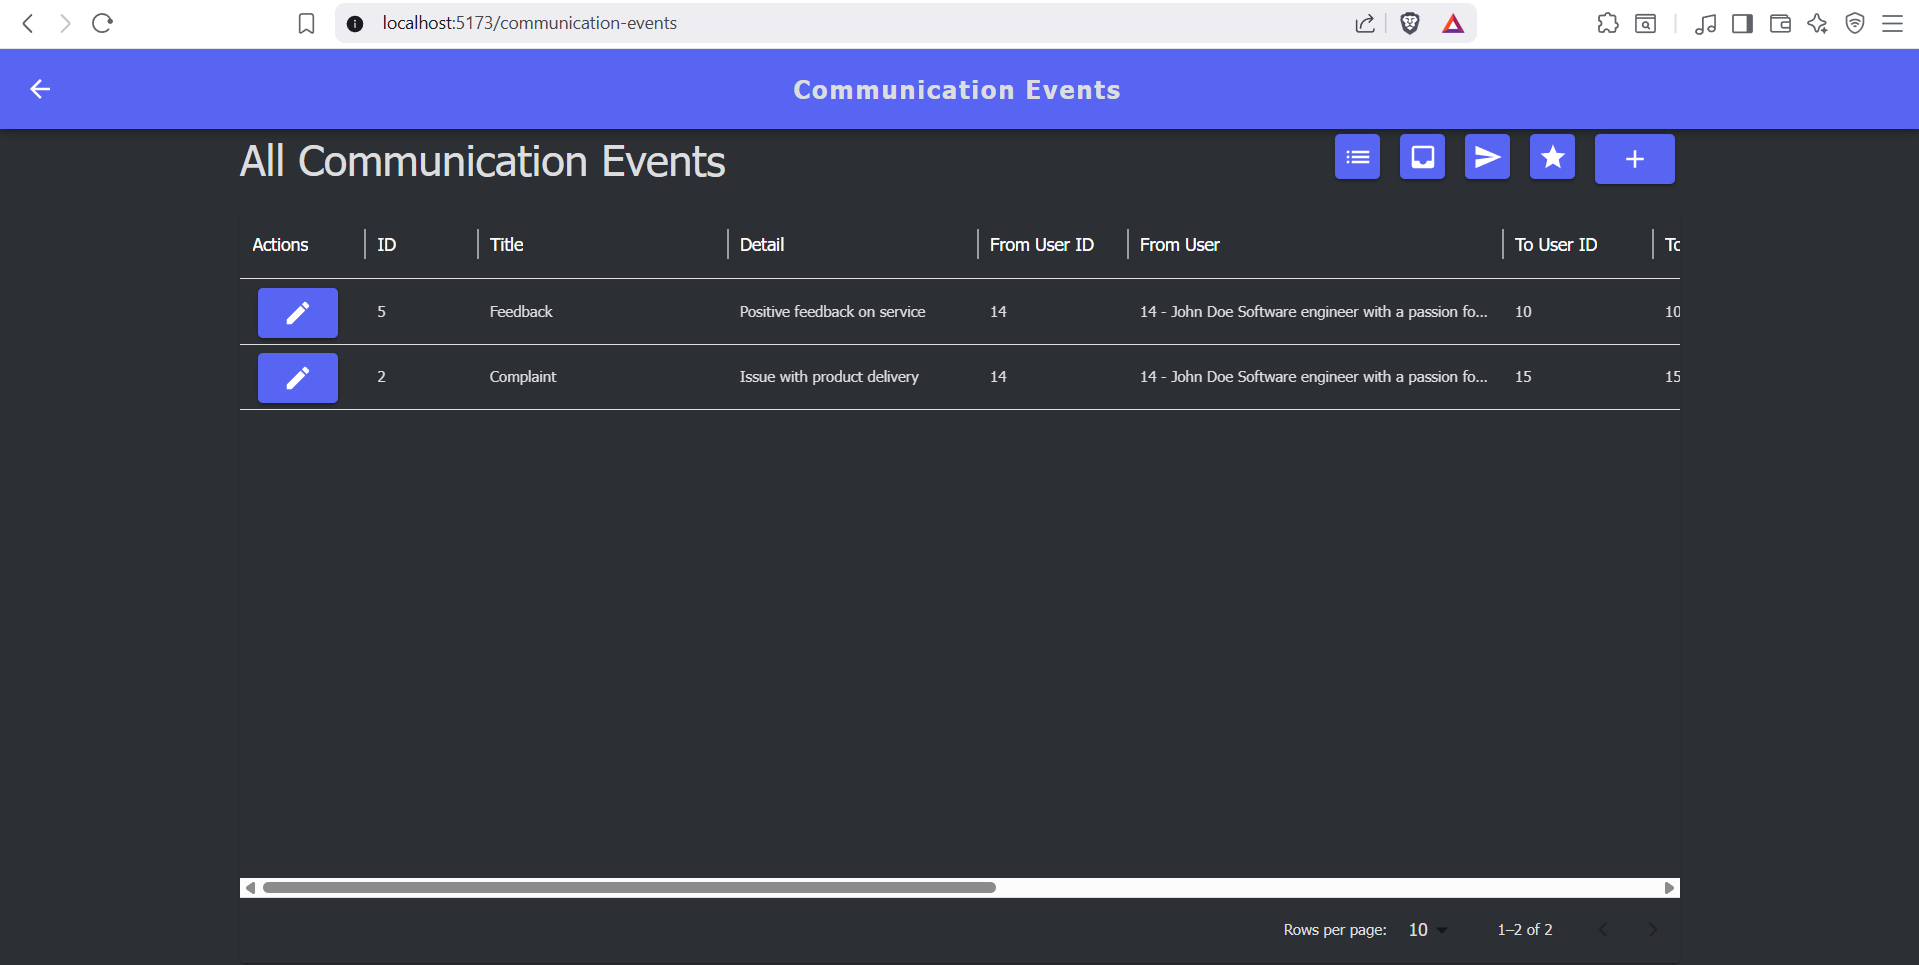 localhost:5173/communication-events
Communication Events
All Communication Events
Actions ID Title Detail From User ID From User To User ID To
5 Feedback Positive feedback on service 14 14 - John Doe Software engineer with a passion fo... 10 10
2 Complaint Issue with product delivery 14 14 - John Doe Software engineer with a passion fo... 15 15
Rows per page: 10 1–2 of 2